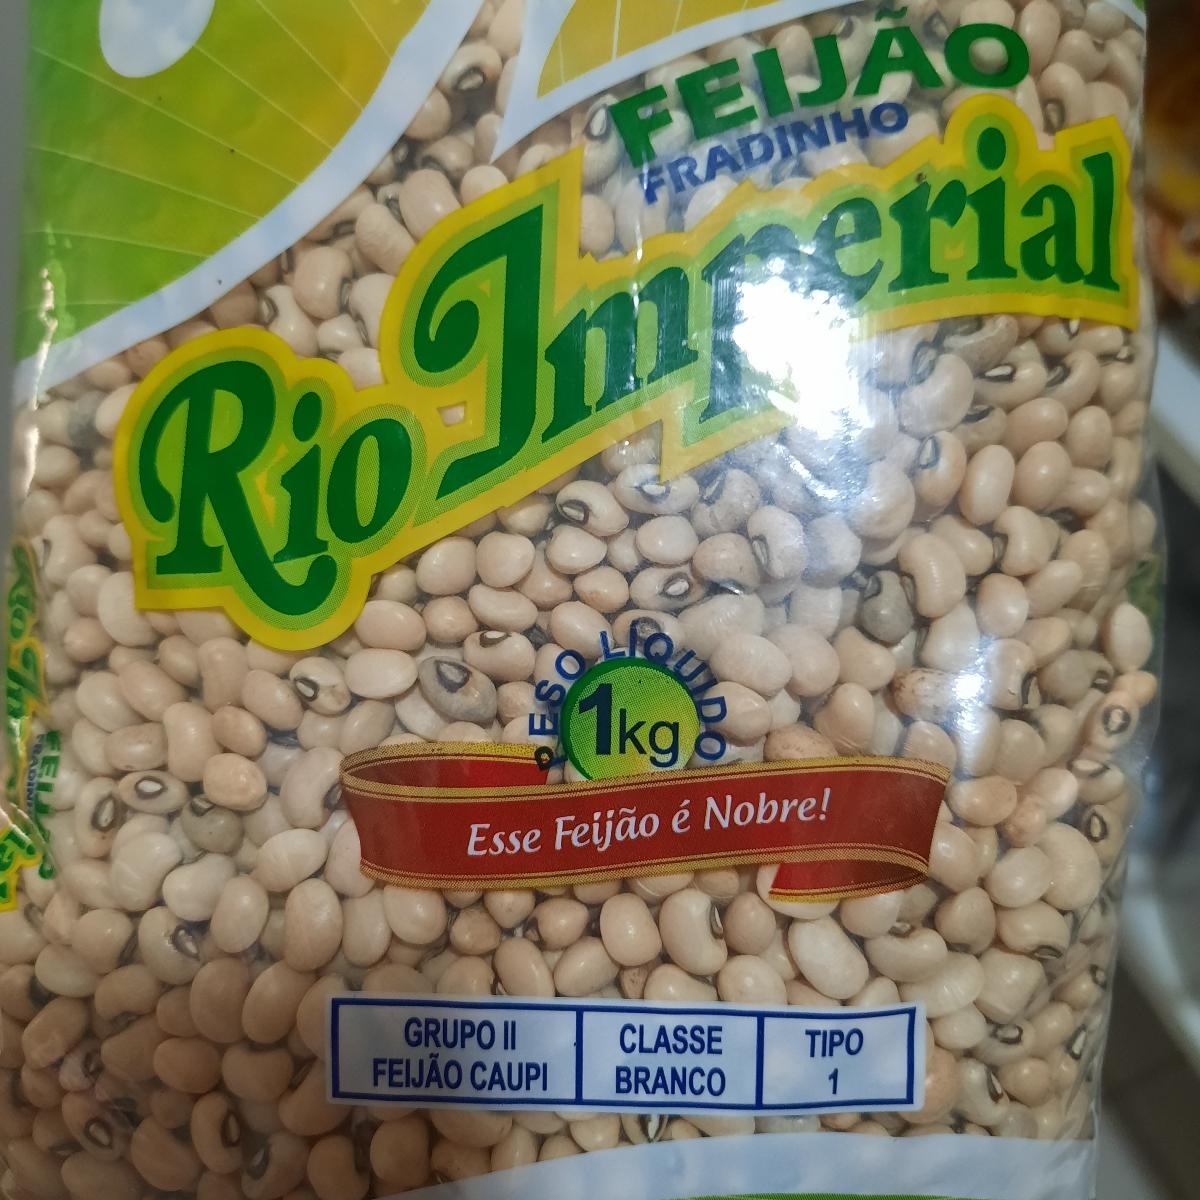 FEIJÃO
FRADINHO
Rio Imperial
PESO LÍQUIDO
1kg
Esse Feijão é Nobre!
GRUPO II
FEIJÃO CAUPI
CLASSE
BRANCO
TIPO
1